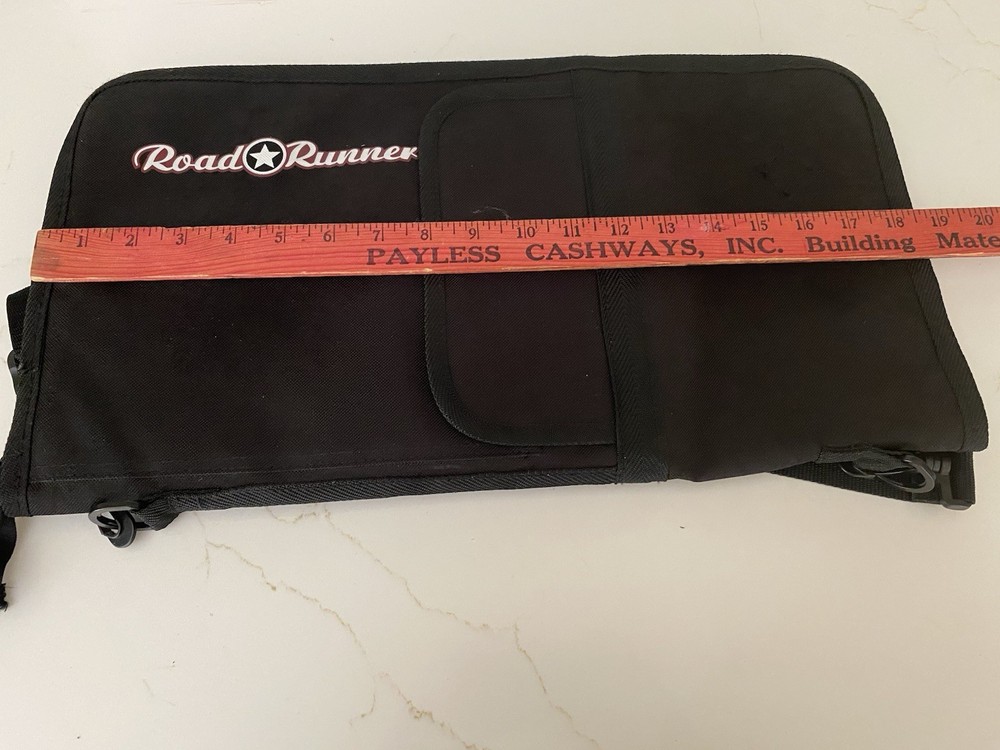 Road Runner
1 2 3 4 5 6 7 8 9 10 11 12 13 14 15 16 17 18 19 20
PAYLESS CASHWAYS, INC. Building Mate